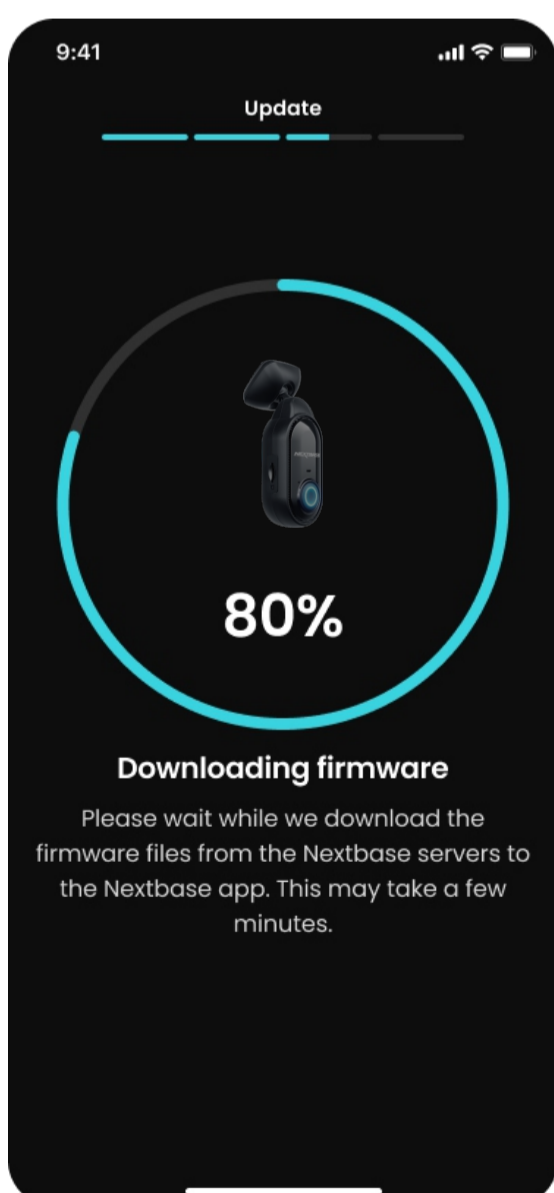 9:41
Update
80%
Downloading firmware
Please wait while we download the
firmware files from the Nextbase servers to
the Nextbase app. This may take a few
minutes.